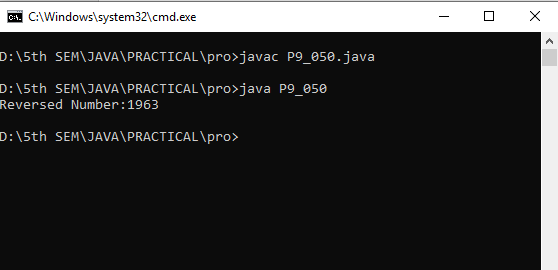 C:\Windows\system32\cmd.exe
D:\5th SEM\JAVA\PRACTICAL\pro>javac P9_050.java
D:\5th SEM\JAVA\PRACTICAL\pro>java P9_050
Reversed Number:1963
D:\5th SEM\JAVA\PRACTICAL\pro>